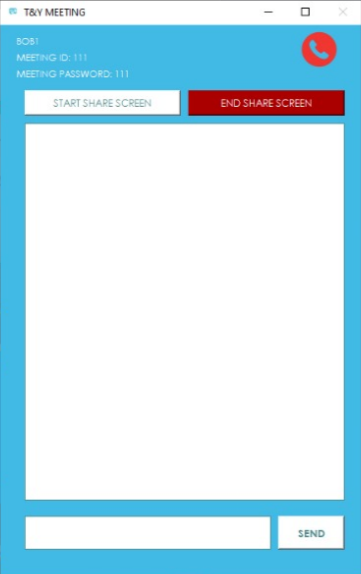 T&Y MEETING
BOB1
MEETING ID: 111
MEETING PASSWORD: 111
START SHARE SCREEN
END SHARE SCREEN
SEND